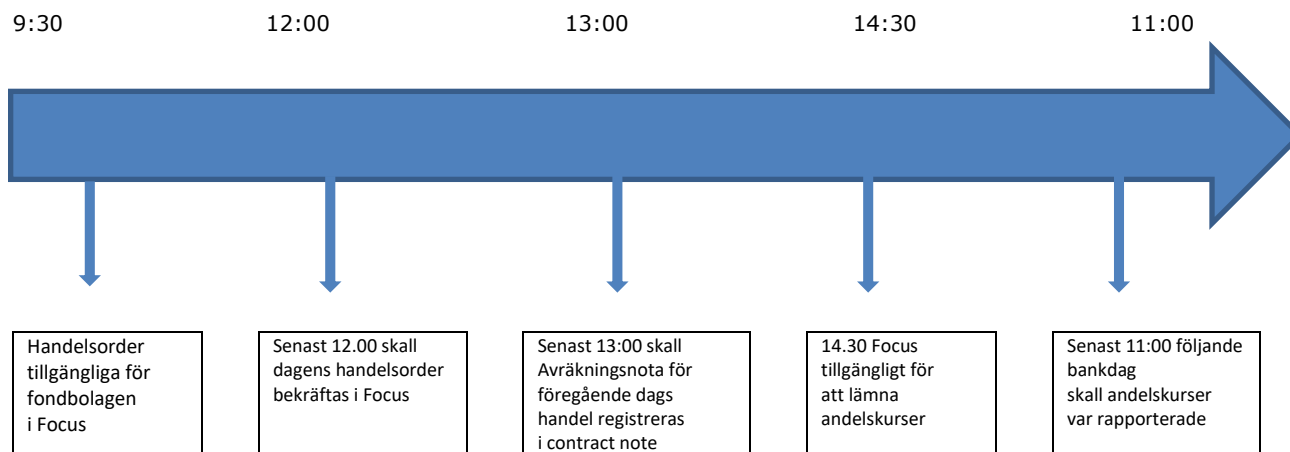 9:30
12:00
13:00
14:30
11:00
Handelsorder
tillgängliga för
fondbolagen
i Focus
Senast 12.00 skall
dagens handelsorder
bekräftas i Focus
Senast 13:00 skall
Avräkningsnota för
föregående dags
handel registreras
i contract note
14.30 Focus
tillgängligt för
att lämna
andelskurser
Senast 11:00 följande
bankdag
skall andelskurser
var rapporterade